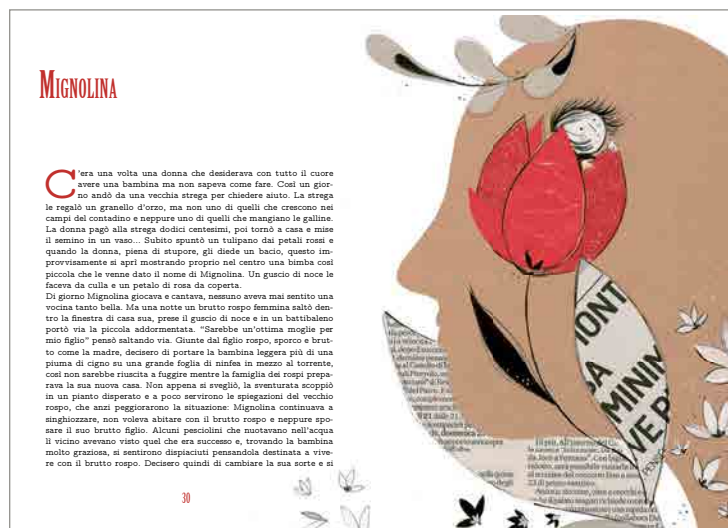 MIGNOLINA
C'era una volta una donna che desiderava con tutto il cuore
avere una bambina ma non sapeva come fare. Così un gior-
no andò da una vecchia strega per chiedere aiuto. La strega
le regalò un granello d'orzo, ma non uno di quelli che crescono nei
campi del contadino e neppure uno di quelli che mangiano le galline.
La donna pagò alla strega dodici centesimi, poi tornò a casa e mise
il semino in un vaso... Subito spuntò un tulipano dai petali rossi e
quando la donna, piena di stupore, gli diede un bacio, questo im-
provvisamente si aprì mostrando proprio nel centro una bimba così
piccola che le venne dato il nome di Mignolina. Un guscio di noce le
faceva da culla e un petalo di rosa da coperta.
Di giorno Mignolina giocava e cantava, nessuno aveva mai sentito una
vocina tanto bella. Ma una notte un brutto rospo femmina saltò den-
tro la finestra di casa sua, prese il guscio di noce e in un battibaleno
portò via la piccola addormentata. "Sarebbe un'ottima moglie per
mio figlio" pensò saltando via. Giunte dal figlio rospo, sporco e brut-
to come la madre, decisero di portare la bambina leggera più di una
piuma di cigno su una grande foglia di ninfea in mezzo al torrente,
così non sarebbe riuscita a fuggire mentre la famiglia dei rospi prepa-
rava la sua nuova casa. Non appena si svegliò, la sventurata scoppiò
in un pianto disperato e a poco servirono le spiegazioni del vecchio
rospo, che anzi peggiorarono la situazione: Mignolina continuava a
singhiozzare, non voleva abitare con il brutto rospo e neppure spo-
sare il suo brutto figlio. Alcuni pesciolini che nuotavano nell'acqua
lì vicino avevano visto quel che era successo e, trovando la bambina
molto graziosa, si sentirono dispiaciuti pensandola destinata a vive-
re con il brutto rospo. Decisero quindi di cambiare la sua sorte e si
30
IONT
MINIM
VE P